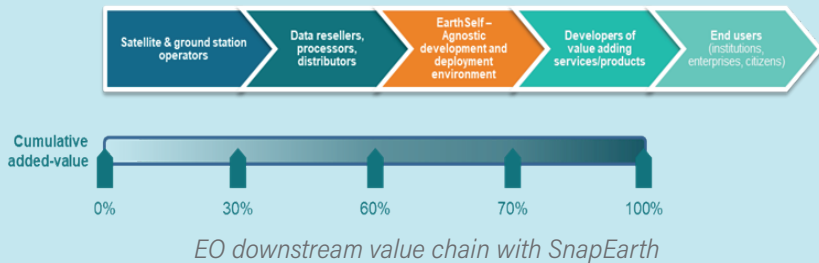 Satellite & ground station
operators
Data resellers,
processors,
distributors
EarthSelf –
Agnostic
development and
deployment
environment
Developers of
value adding
services/products
End users
(institutions,
enterprises, citizens)
Cumulative
added-value
0%
30%
60%
70%
100%
EO downstream value chain with SnapEarth